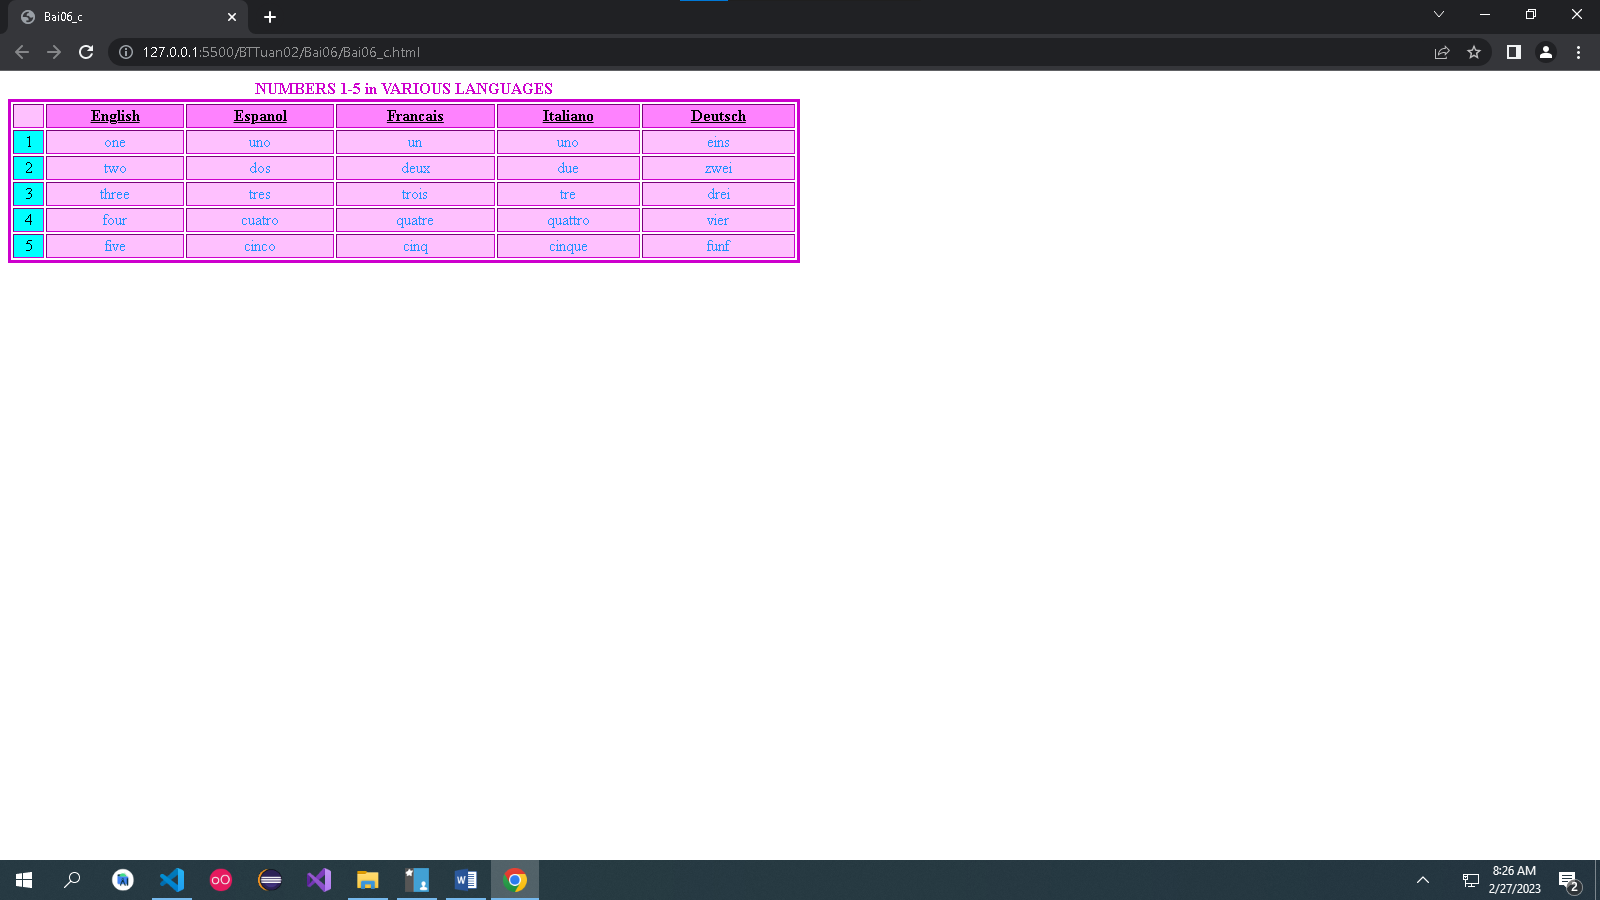 Bai06_c
127.0.0.1:5500/BTTuan02/Bai06/Bai06_c.html
NUMBERS 1-5 in VARIOUS LANGUAGES
English Espanol Francais Italiano Deutsch
1 one uno un uno eins
2 two dos deux due zwei
3 three tres trois tre drei
4 four cuatro quatre quattro vier
5 five cinco cinq cinque funf
8:26 AM
2/27/2023
2